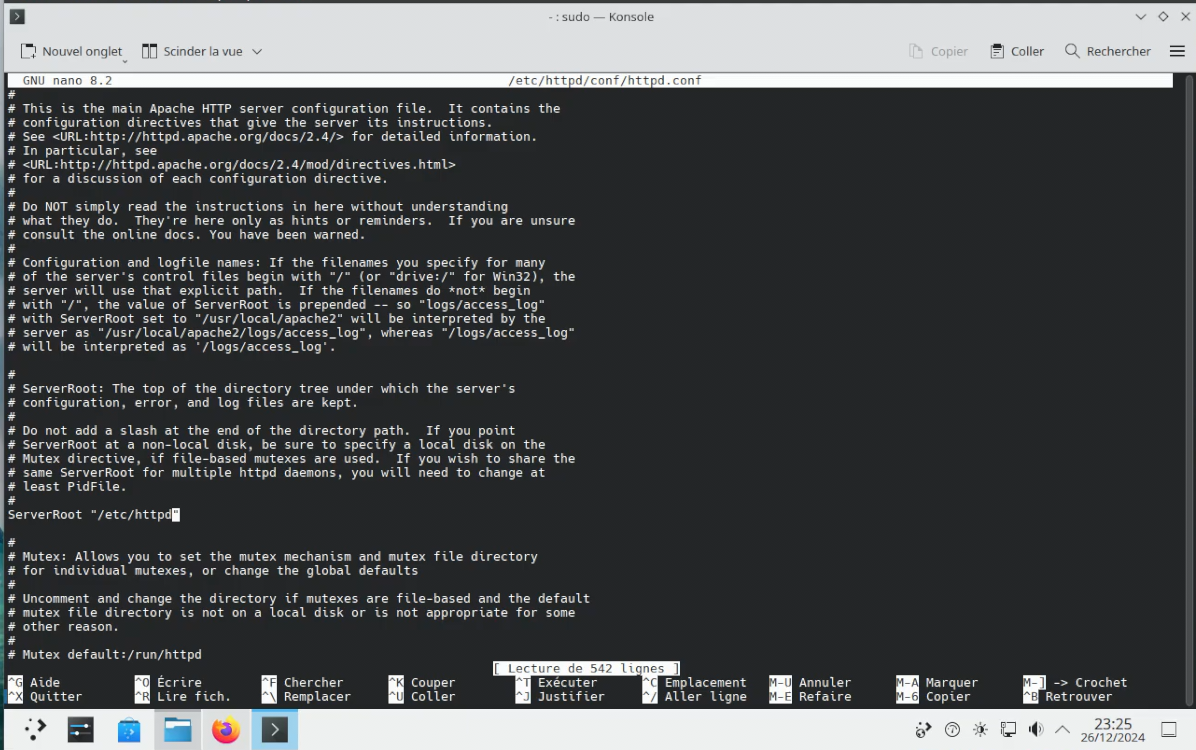 - : sudo — Konsole
Nouvel onglet Scinder la vue Copier Coller Rechercher
GNU nano 8.2 /etc/httpd/conf/httpd.conf
#
# This is the main Apache HTTP server configuration file.  It contains the
# configuration directives that give the server its instructions.
# See <URL:http://httpd.apache.org/docs/2.4/> for detailed information.
# In particular, see
# <URL:http://httpd.apache.org/docs/2.4/mod/directives.html>
# for a discussion of each configuration directive.
#
# Do NOT simply read the instructions in here without understanding
# what they do.  They're here only as hints or reminders.  If you are unsure
# consult the online docs. You have been warned.
#
# Configuration and logfile names: If the filenames you specify for many
# of the server's control files begin with "/" (or "drive:/" for Win32), the
# server will use that explicit path.  If the filenames do *not* begin
# with "/", the value of ServerRoot is prepended -- so "logs/access_log"
# with ServerRoot set to "/usr/local/apache2" will be interpreted by the
# server as "/usr/local/apache2/logs/access_log", whereas "/logs/access_log"
# will be interpreted as '/logs/access_log'.
#
# ServerRoot: The top of the directory tree under which the server's
# configuration, error, and log files are kept.
#
# Do not add a slash at the end of the directory path.  If you point
# ServerRoot at a non-local disk, be sure to specify a local disk on the
# Mutex directive, if file-based mutexes are used.  If you wish to share the
# same ServerRoot for multiple httpd daemons, you will need to change at
# least PidFile.
#
ServerRoot "/etc/httpd"
#
# Mutex: Allows you to set the mutex mechanism and mutex file directory
# for individual mutexes, or change the global defaults
#
# Uncomment and change the directory if mutexes are file-based and the default
# mutex file directory is not on a local disk or is not appropriate for some
# other reason.
#
# Mutex default:/run/httpd
[ Lecture de 542 lignes ]
^G Aide ^O Écrire ^F Chercher ^K Couper ^T Exécuter ^C Emplacement M-U Annuler M-A Marquer M-] -> Crochet
^X Quitter ^R Lire fich. ^\ Remplacer ^U Coller ^J Justifier ^/ Aller ligne M-E Refaire M-6 Copier ^B Retrouver
23:25
26/12/2024